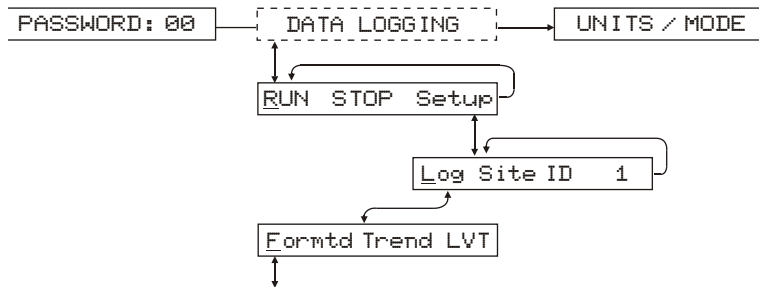 PASSWORD: 00
DATA LOGGING
UNITS / MODE
RUN STOP Setup
Log Site ID 1
Formtd Trend LVT